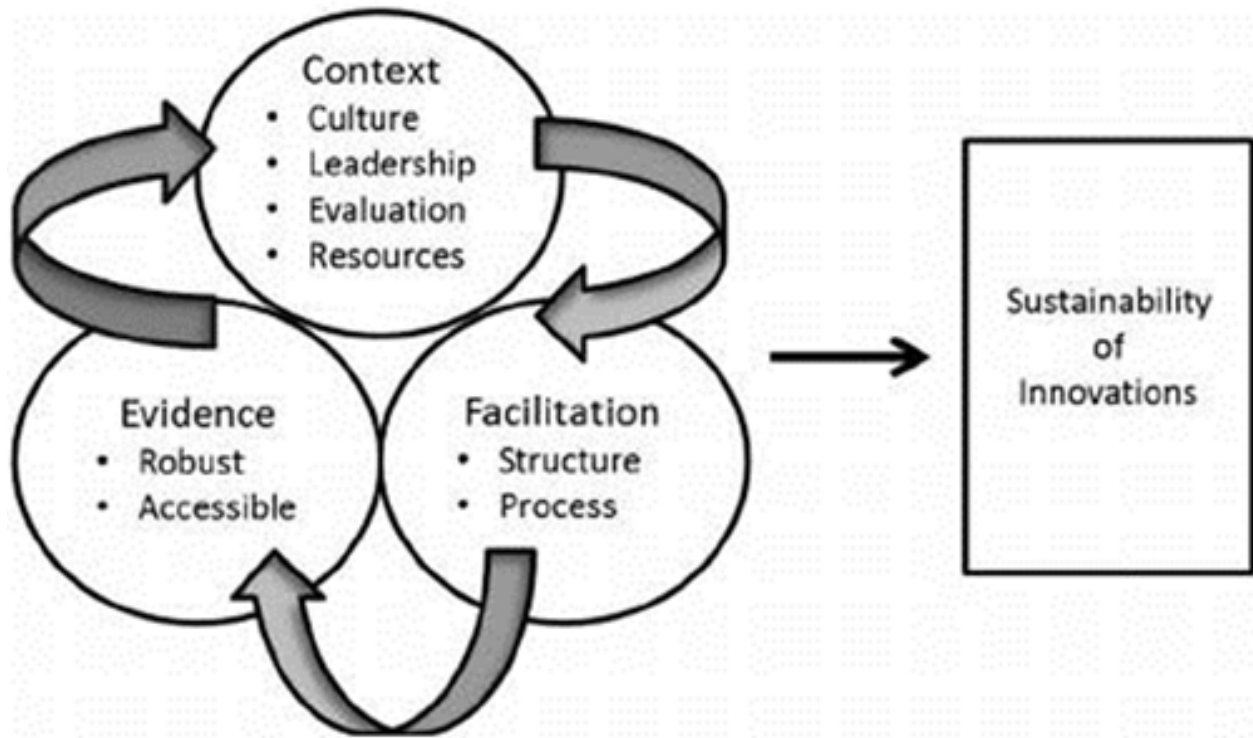 Context
• Culture
• Leadership
• Evaluation
• Resources
Evidence
• Robust
• Accessible
Facilitation
• Structure
• Process
Sustainability
of
Innovations